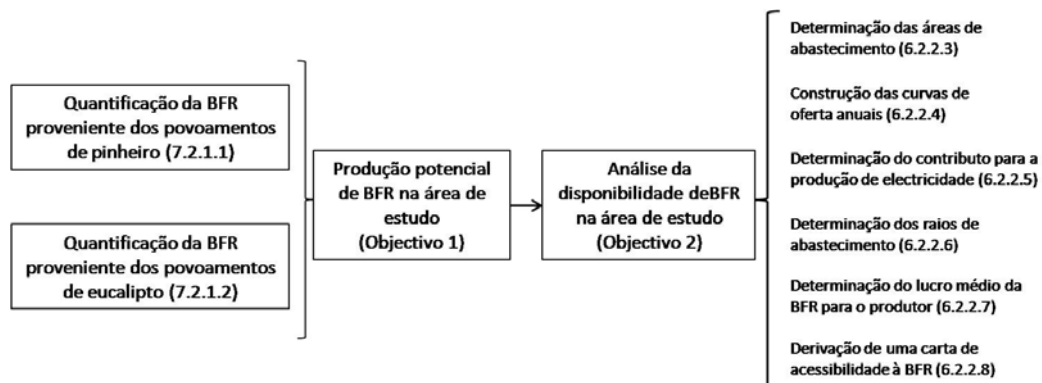 Quantificação da BFR
proveniente dos povoamentos
de pinheiro (7.2.1.1)
Quantificação da BFR
proveniente dos povoamentos
de eucalipto (7.2.1.2)
Produção potencial
de BFR na área de
estudo
(Objectivo 1)
Análise da
disponibilidade deBFR
na área de estudo
(Objectivo 2)
Determinação das áreas de
abastecimento (6.2.2.3)
Construção das curvas de
oferta anuais (6.2.2.4)
Determinação do contributo para a
produção de electricidade (6.2.2.5)
Determinação dos raios de
abastecimento (6.2.2.6)
Determinação do lucro médio da
BFR para o produtor (6.2.2.7)
Derivação de uma carta de
acessibilidade à BFR (6.2.2.8)